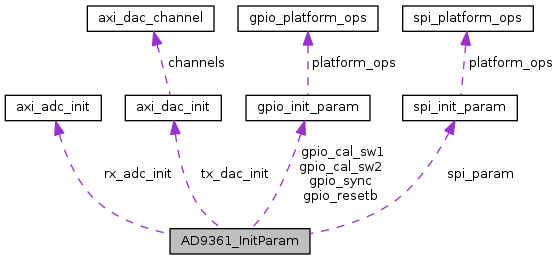 axi_dac_channel
gpio_platform_ops
spi_platform_ops
channels
platform_ops
platform_ops
axi_adc_init
axi_dac_init
gpio_init_param
spi_init_param
rx_adc_init
tx_dac_init
gpio_cal_sw1
gpio_cal_sw2
gpio_sync
gpio_resetb
spi_param
AD9361_InitParam